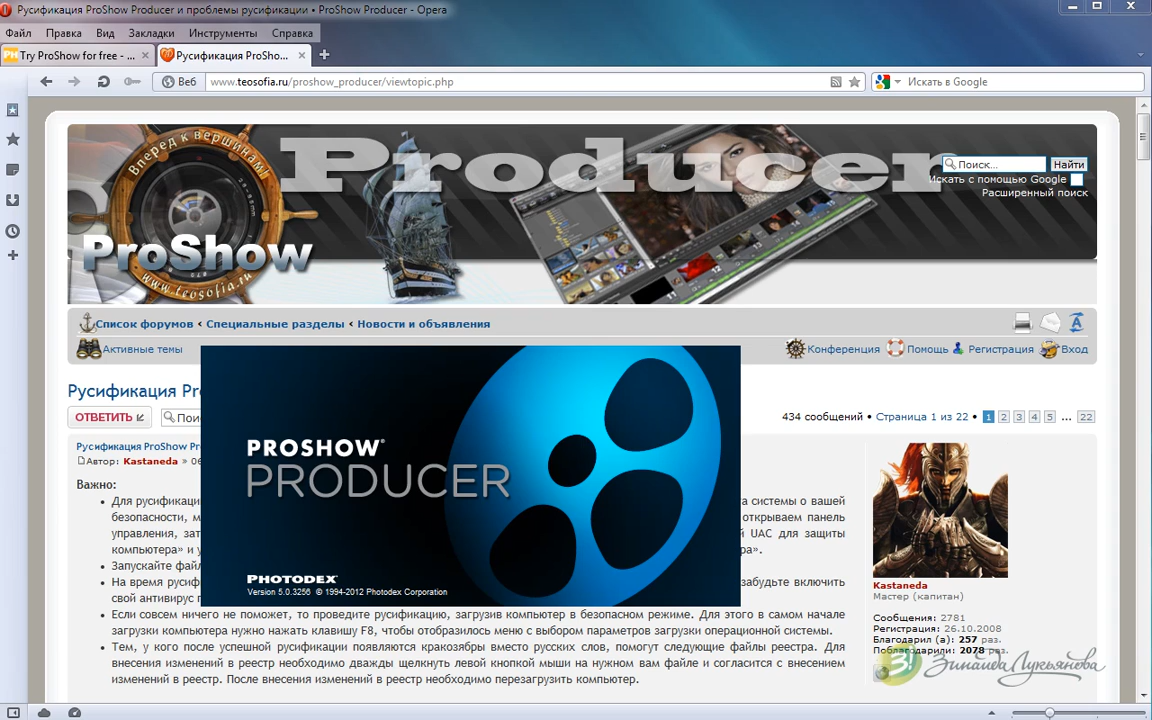 Русификация ProShow Producer и проблемы русификации • ProShow Producer - Opera
Файл Правка Вид Закладки Инструменты Справка
Try ProShow for free - ...
Русификация ProSho...
Веб
www.teosofia.ru/proshow_producer/viewtopic.php
Искать в Google
Вперед к вершинам
Producer
ProShow
www.teosofia.ru
Поиск...
Найти
Искать с помощью Google
Расширенный поиск
Список форумов ‹ Специальные разделы ‹ Новости и объявления
Активные темы
Конференция Помощь Регистрация Вход
Русификация Pr
ОТВЕТИТЬ
Пои
434 сообщений • Страница 1 из 22 • 1 2 3 4 5 ... 22
Русификация ProShow Pr
Автор: Kastaneda » 06
Важно:
Для русификаци
та системы о вашей
безопасности, м
открываем панель
управления, зат
й UAC для защиты
компьютера» и у
ра».
Запускайте файл
На время русиф
забудьте включить
свой антивирус п
Если совсем ничего не поможет, то проведите русификацию, загрузив компьютер в безопасном режиме. Для этого в самом начале
загрузки компьютера нужно нажать клавишу F8, чтобы отобразилось меню с выбором параметров загрузки операционной системы.
Тем, у кого после успешной русификации появляются кракозябры вместо русских слов, помогут следующие файлы реестра. Для
внесения изменений в реестр необходимо дважды щелкнуть левой кнопкой мыши на нужном вам файле и согласится с внесением
изменений в реестр. После внесения изменений в реестр необходимо перезагрузить компьютер.
PROSHOW®
PRODUCER
PHOTODEX®
Version 5.0.3256 © 1994-2012 Photodex Corporation
Kastaneda
Мастер (капитан)
Сообщения: 2781
Регистрация: 26.10.2008
Благодарил (а): 257 раз.
Поблагодарили: 2078 раз.
Зинаида Лукьянова